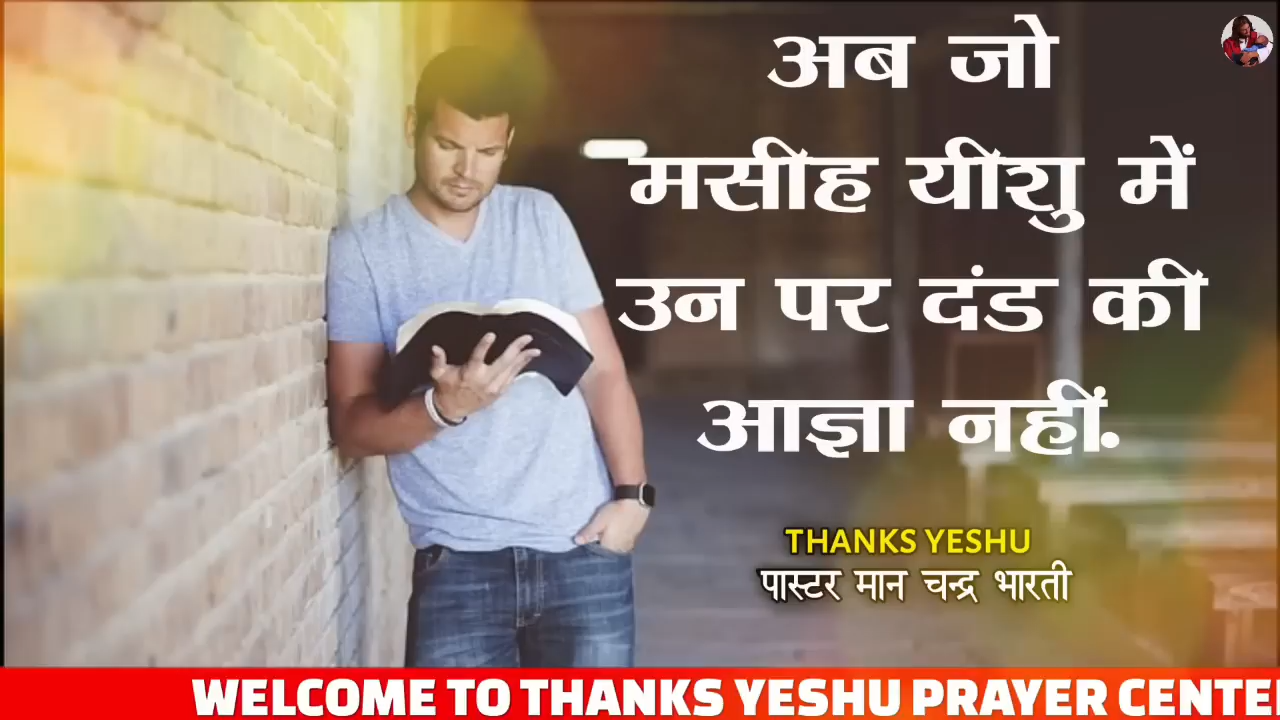 अब जो
मसीह यीशु में
उन पर दंड की
आज्ञा नहीं.
THANKS YESHU
पास्टर मान चन्द्र भारती
WELCOME TO THANKS YESHU PRAYER CENTE